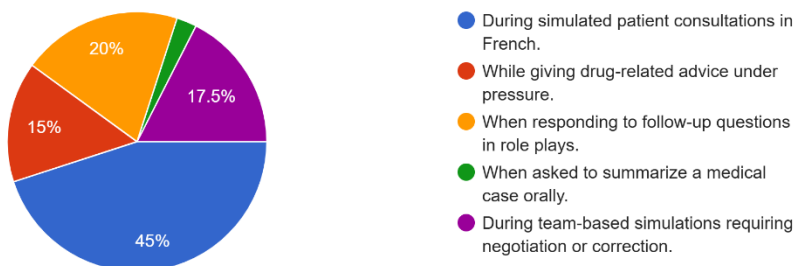 20%
17.5%
15%
45%
During simulated patient consultations in
French.
While giving drug-related advice under
pressure.
When responding to follow-up questions
in role plays.
When asked to summarize a medical
case orally.
During team-based simulations requiring
negotiation or correction.